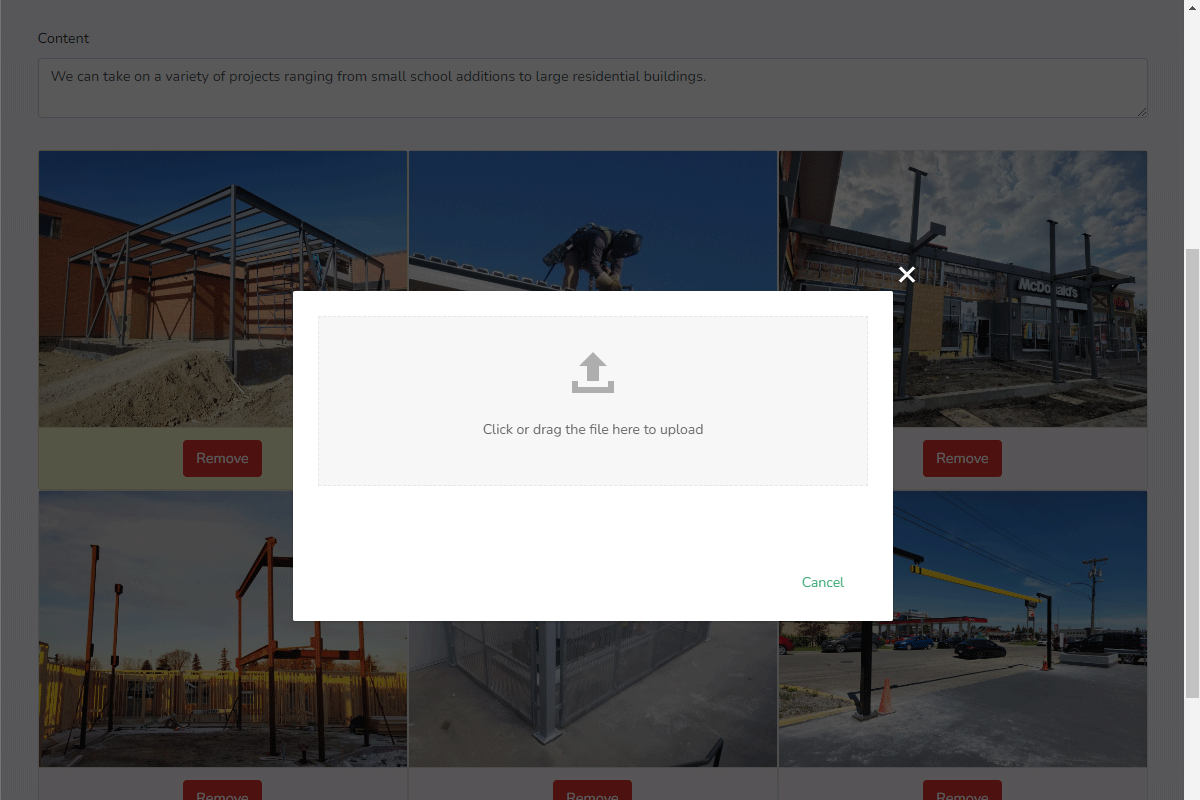 Content
We can take on a variety of projects ranging from small school additions to large residential buildings.
McDonald's
Click or drag the file here to upload
Remove
Remove
Cancel
Remove
Remove
Remove